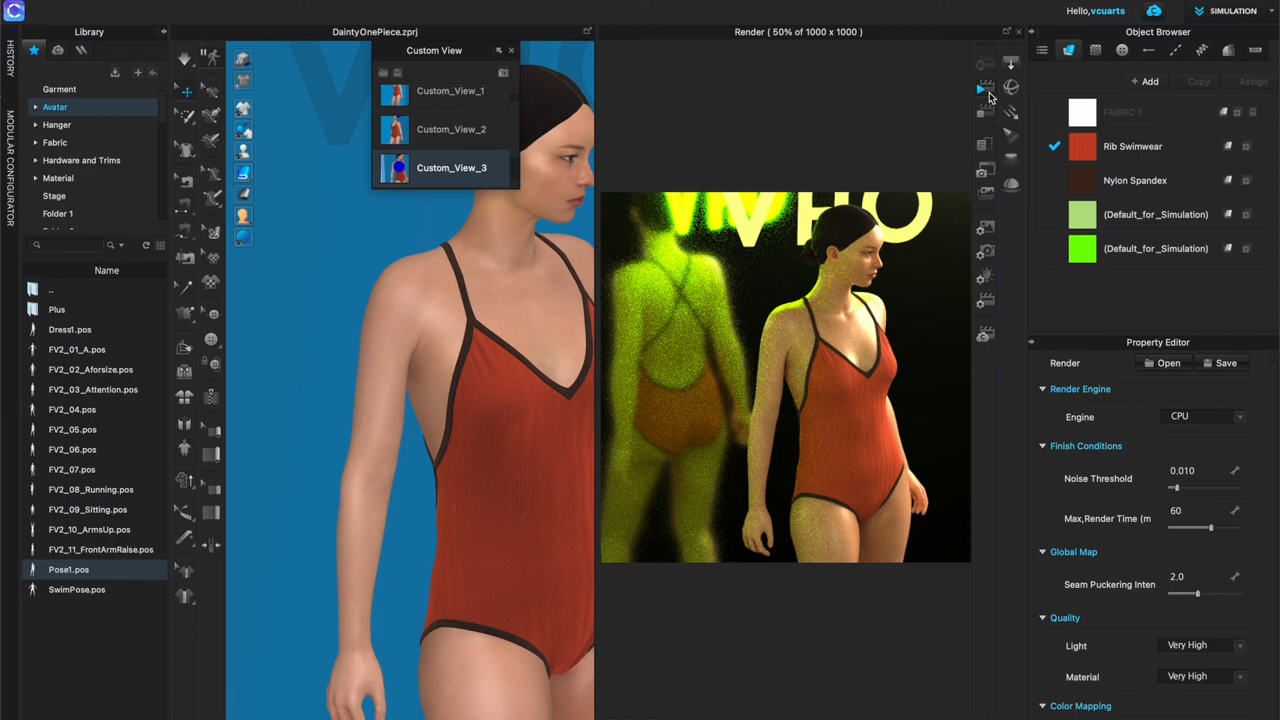 Hello,vcuarts
SIMULATION
HISTORY
MODULAR CONFIGURATOR
Library
DaintyOnePiece.zprj
Render ( 50% of 1000 x 1000 )
Object Browser
Custom View
Custom_View_1
Custom_View_2
Custom_View_3
Garment
Avatar
Hanger
Fabric
Hardware and Trims
Material
Stage
Folder 1
Name
..
Plus
Dress1.pos
FV2_01_A.pos
FV2_02_Aforsize.pos
FV2_03_Attention.pos
FV2_04.pos
FV2_05.pos
FV2_06.pos
FV2_07.pos
FV2_08_Running.pos
FV2_09_Sitting.pos
FV2_10_ArmsUp.pos
FV2_11_FrontArmRaise.pos
Pose1.pos
SwimPose.pos
+ Add
Copy
Assign
FABRIC 1
Rib Swimwear
Nylon Spandex
(Default_for_Simulation)
(Default_for_Simulation)
Property Editor
Render
Open
Save
Render Engine
Engine
CPU
Finish Conditions
Noise Threshold
0.010
Max,Render Time (m
60
Global Map
Seam Puckering Inten
2.0
Quality
Light
Very High
Material
Very High
Color Mapping